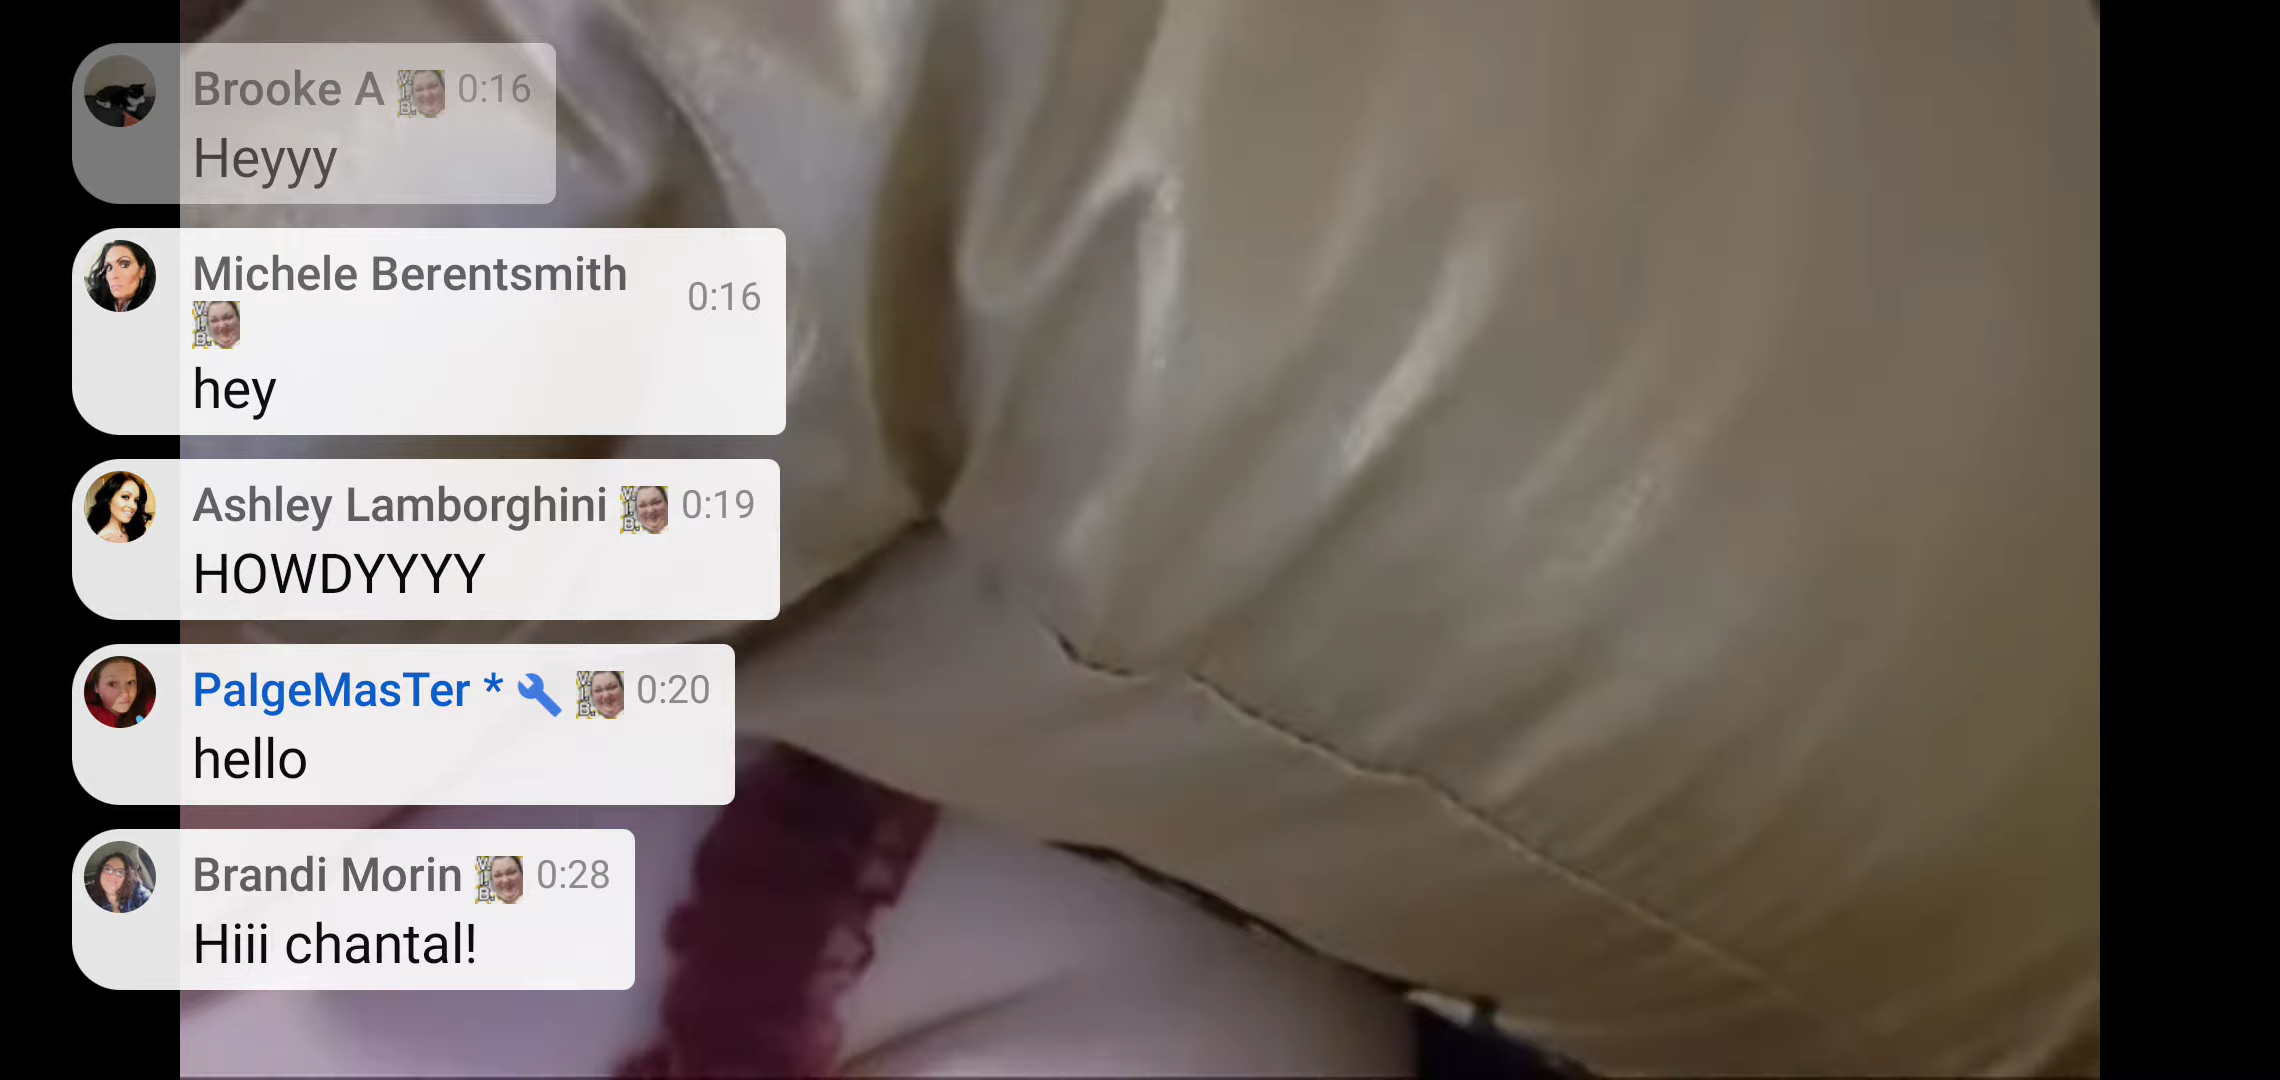 Brooke A V.I.B. 0:16
Heyyy
Michele Berentsmith
V.I.B. 0:16
hey
Ashley Lamborghini V.I.B. 0:19
HOWDYYYY
PaIgeMasTer * V.I.B. 0:20
hello
Brandi Morin V.I.B. 0:28
Hiii chantal!